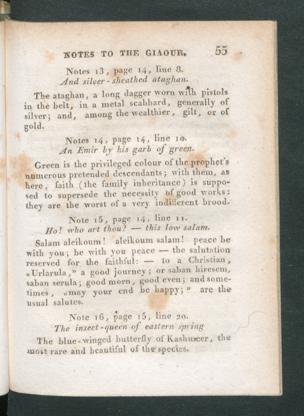 NOTES TO THE GIAOUR. 55
Notes 13, page 14, line 8.
And silver-sheathed ataghan.
The ataghan, a long dagger worn with pistols
in the belt, in a metal scabbard, generally of
silver; and, among the wealthier, gilt, or of
gold.
Notes 14, page 14, line 10.
An Emir by his garb of green.
Green is the privileged colour of the prophet's
numerous pretended descendants; with them, as
here, faith (the family inheritance) is suppo-
sed to supersede the necessity of good works:
they are the worst of a very indifferent brood.
Note 15, page 14, line 11.
Ho! who art thou? — this low salam.
Salam aleikoum! aleikoum salam! peace be
with you; be with you peace — the salutation
reserved for the faithful: — to a Christian,
«Urlarula,» a good journey; or saban hiresem,
saban serula; good morn, good even; and some-
times, «may your end be happy;» are the
usual salutes.
Note 16, page 15, line 20.
The insect-queen of eastern spring
The blue-winged butterfly of Kashmeer, the
most rare and beautiful of the species.